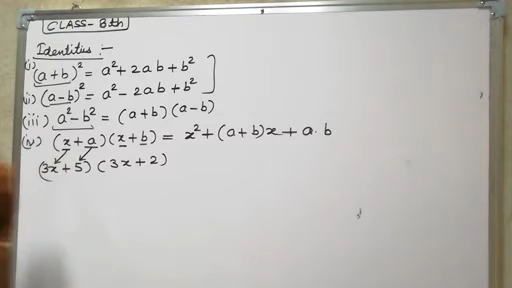 CLASS-8th
Identities :-
(i) (a+b)² = a²+2ab+b²
(ii) (a-b)² = a²-2ab+b²
(iii) a²-b² = (a+b)(a-b)
(iv) (x+a)(x+b) = x²+(a+b)x+a.b
(3x+5)(3x+2)